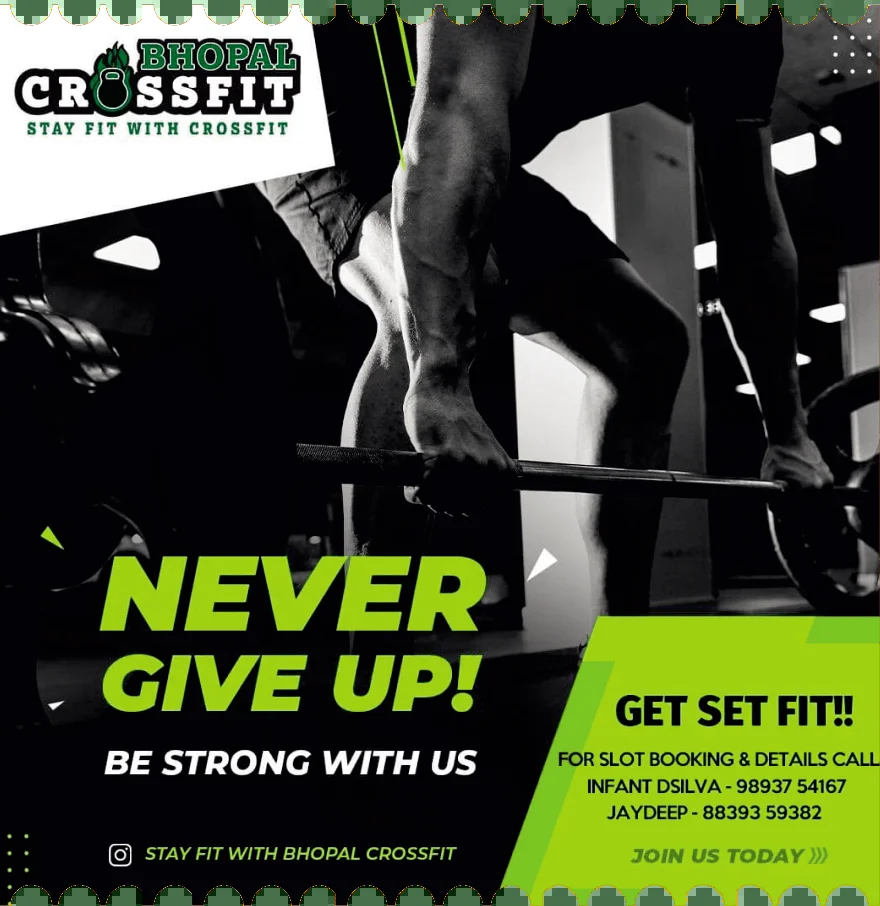 BHOPAL
CROSSFIT
STAY FIT WITH CROSSFIT
NEVER
GIVE UP!
BE STRONG WITH US
STAY FIT WITH BHOPAL CROSSFIT
GET SET FIT!!
FOR SLOT BOOKING & DETAILS CALL
INFANT DSILVA - 98937 54167
JAYDEEP - 88393 59382
JOIN US TODAY